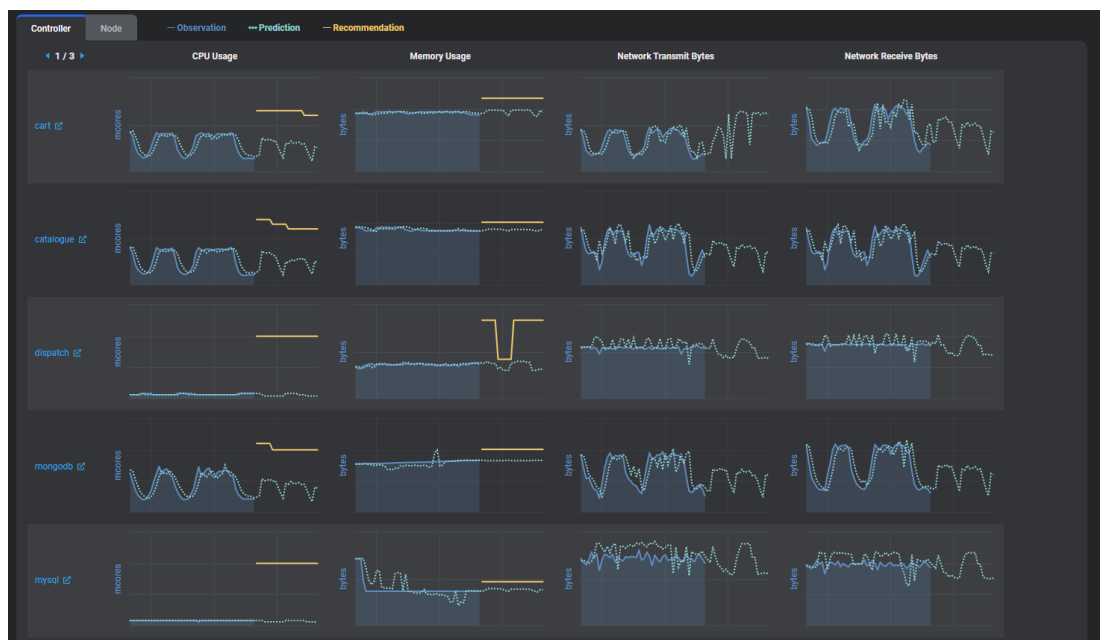 Controller Node Observation Prediction Recommendation
1 / 3 CPU Usage Memory Usage Network Transmit Bytes Network Receive Bytes
cart mcores bytes bytes bytes
catalogue mcores bytes bytes bytes
dispatch mcores bytes bytes bytes
mongodb mcores bytes bytes bytes
mysql mcores bytes bytes bytes